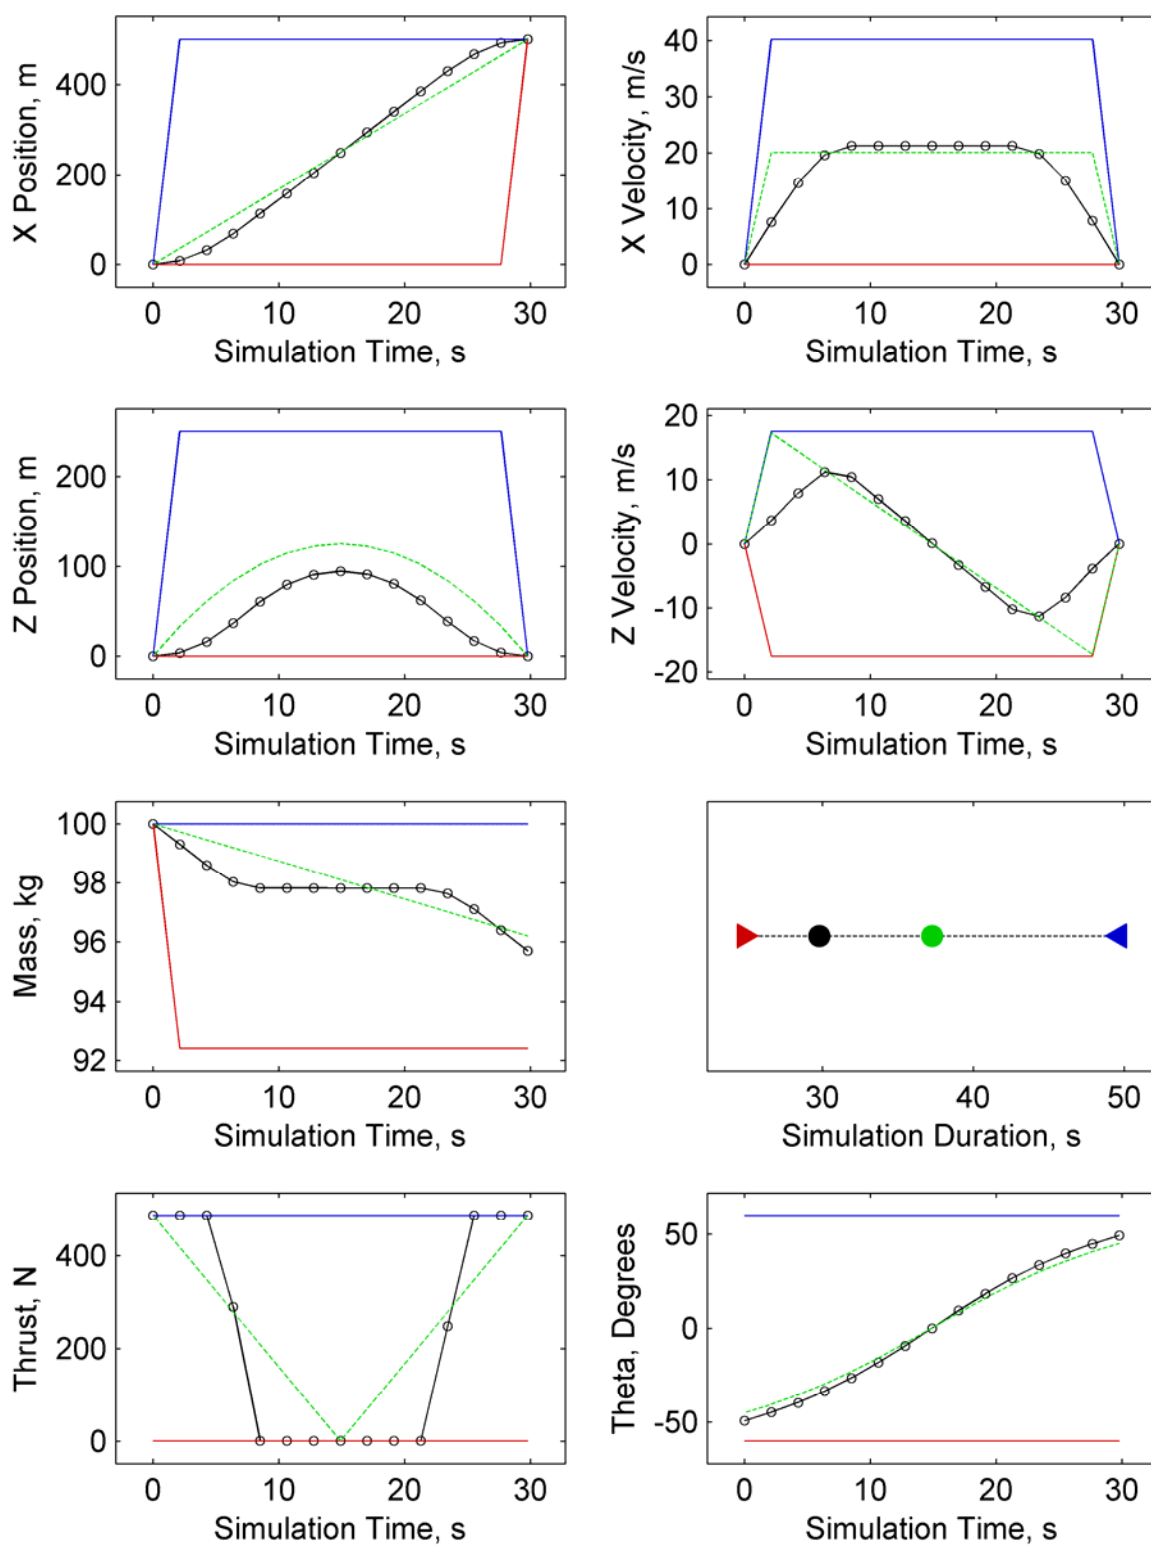 X Position, m
400
200
0
0 10 20 30
Simulation Time, s
X Velocity, m/s
40
30
20
10
0
0 10 20 30
Simulation Time, s
Z Position, m
200
100
0
0 10 20 30
Simulation Time, s
Z Velocity, m/s
20
10
0
-10
-20
0 10 20 30
Simulation Time, s
Mass, kg
100
98
96
94
92
0 10 20 30
Simulation Time, s
30 40 50
Simulation Duration, s
Thrust, N
400
200
0
0 10 20 30
Simulation Time, s
Theta, Degrees
50
0
-50
0 10 20 30
Simulation Time, s